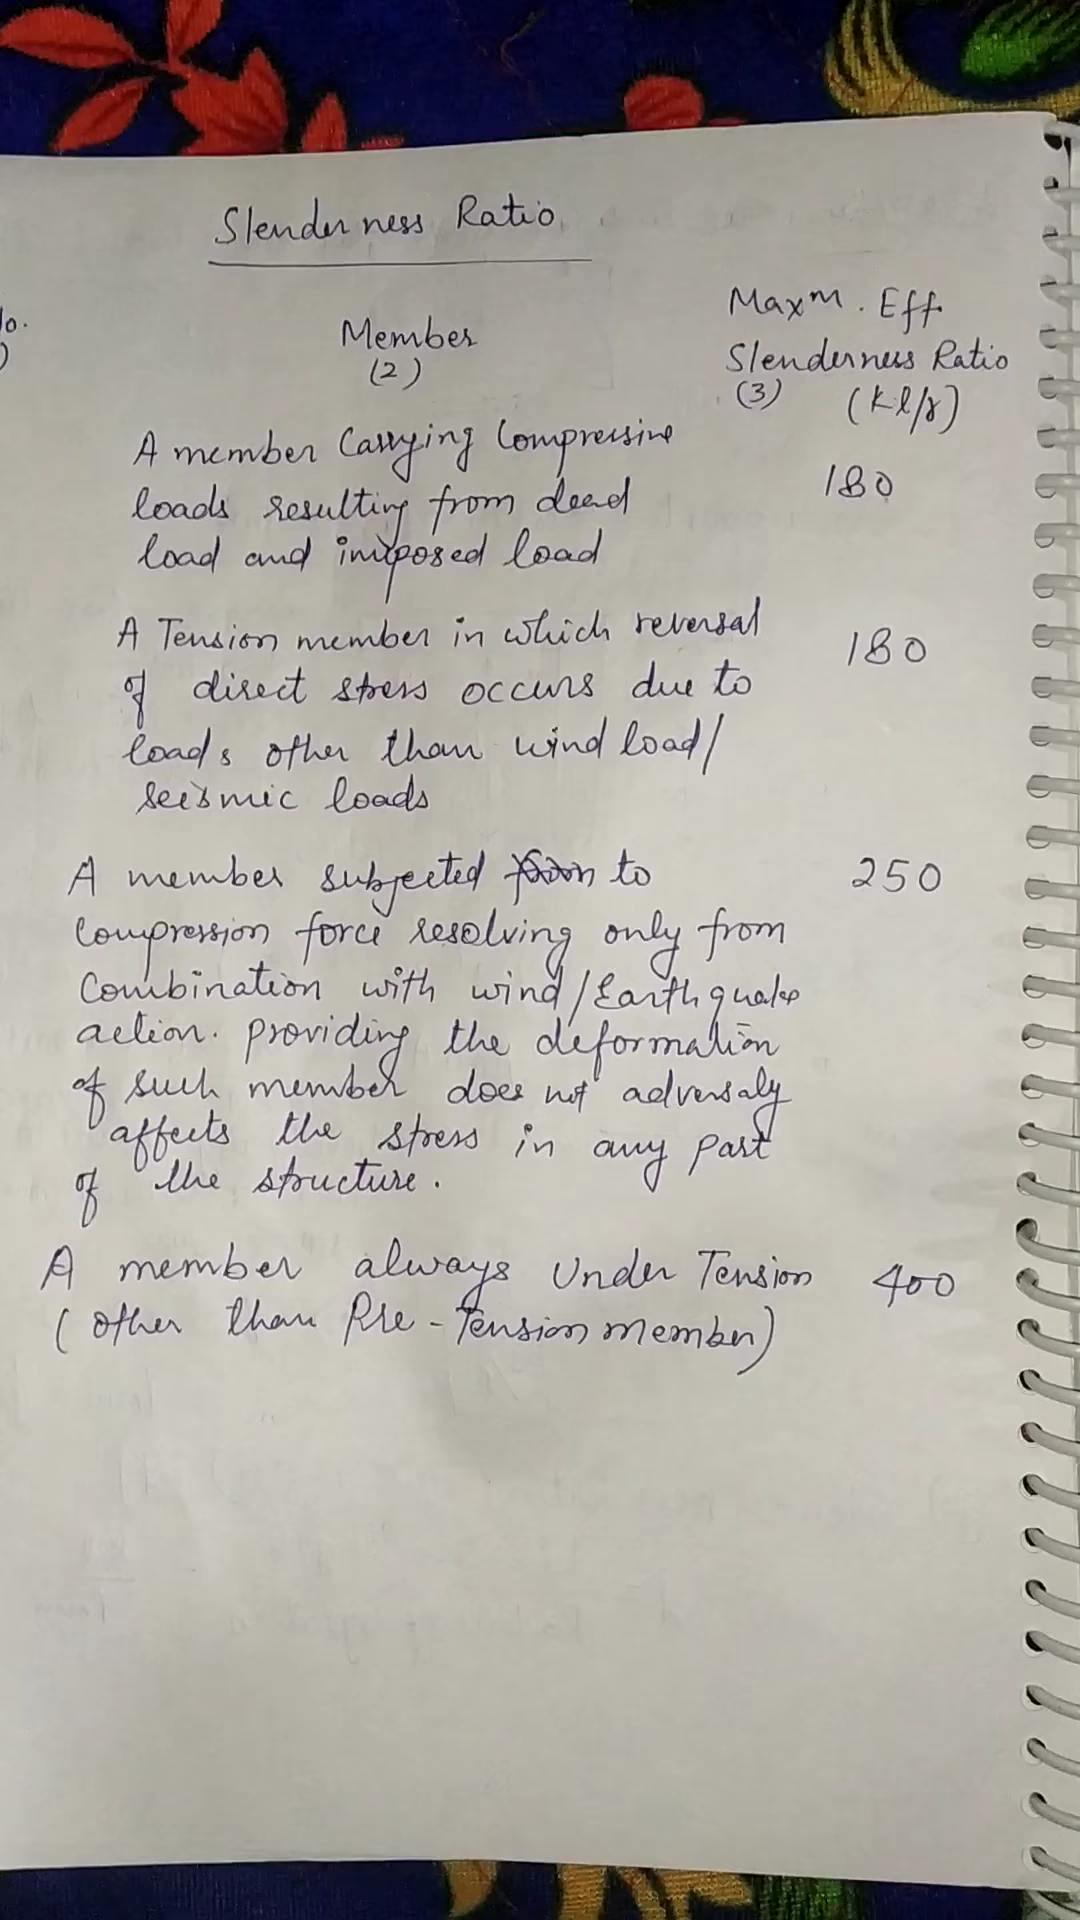 Slenderness Ratio
o.
)
Member
(2)
Maxm. Eff
Slenderness Ratio
(3) (kl/r)
A member Carrying Compressive
loads resulting from dead
load and imposed load
180
A Tension member in which reversal
of direct stress occurs due to
loads other than wind load/
seismic loads
180
A member subjected to
Compression force resolving only from
Combination with wind/Earthquake
action. providing the deformation
of such member does not adversaly
affects the stress in any part
of the structure.
250
A member always Under Tension
(other than Pre-Tension member)
400